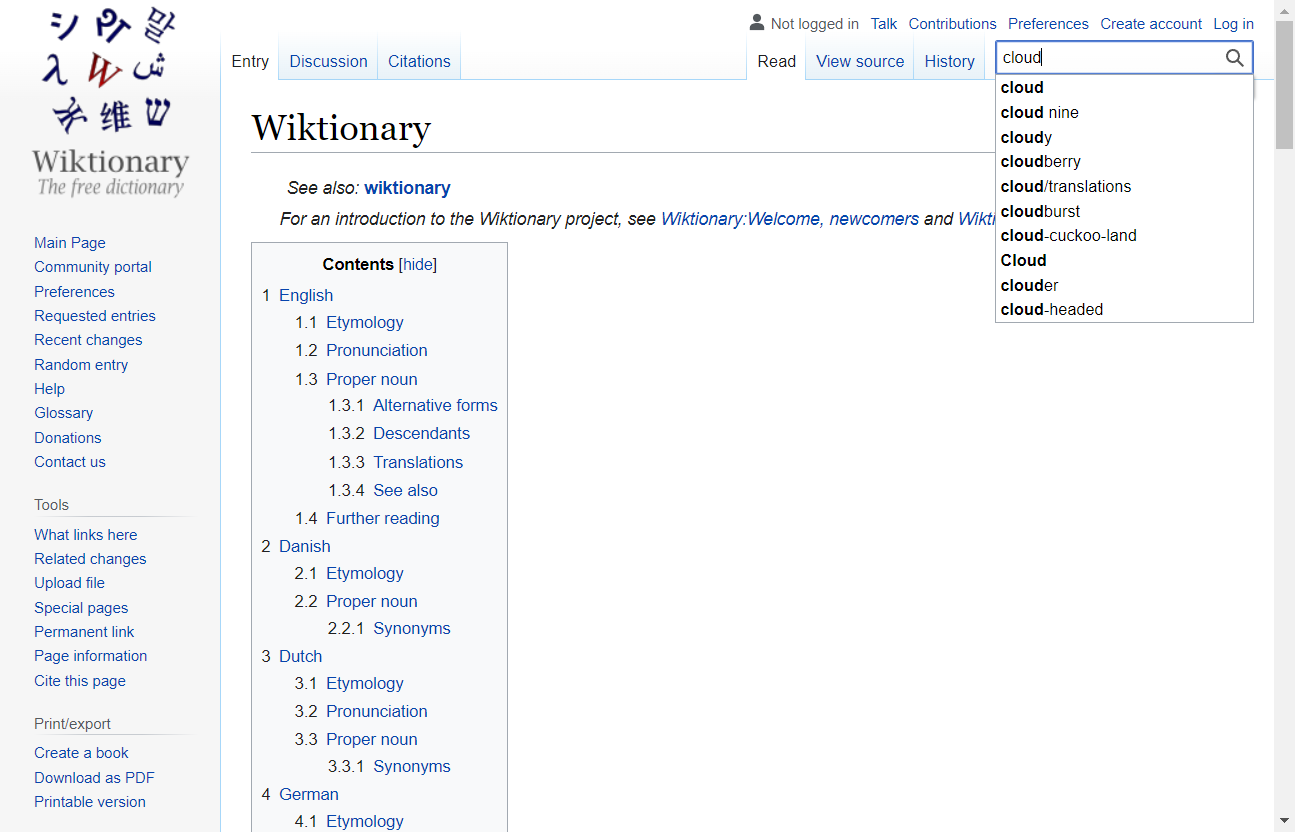 Wiktionary
The free dictionary
Main Page
Community portal
Preferences
Requested entries
Recent changes
Random entry
Help
Glossary
Donations
Contact us
Tools
What links here
Related changes
Upload file
Special pages
Permanent link
Page information
Cite this page
Print/export
Create a book
Download as PDF
Printable version
Not logged in Talk Contributions Preferences Create account Log in
Entry Discussion Citations Read View source History
cloud
cloud
cloud nine
cloudy
cloudberry
cloud/translations
cloudburst
cloud-cuckoo-land
Cloud
clouder
cloud-headed
Wiktionary
See also: wiktionary
For an introduction to the Wiktionary project, see Wiktionary:Welcome, newcomers and
Contents [hide]
1 English
1.1 Etymology
1.2 Pronunciation
1.3 Proper noun
1.3.1 Alternative forms
1.3.2 Descendants
1.3.3 Translations
1.3.4 See also
1.4 Further reading
2 Danish
2.1 Etymology
2.2 Proper noun
2.2.1 Synonyms
3 Dutch
3.1 Etymology
3.2 Pronunciation
3.3 Proper noun
3.3.1 Synonyms
4 German
4.1 Etymology